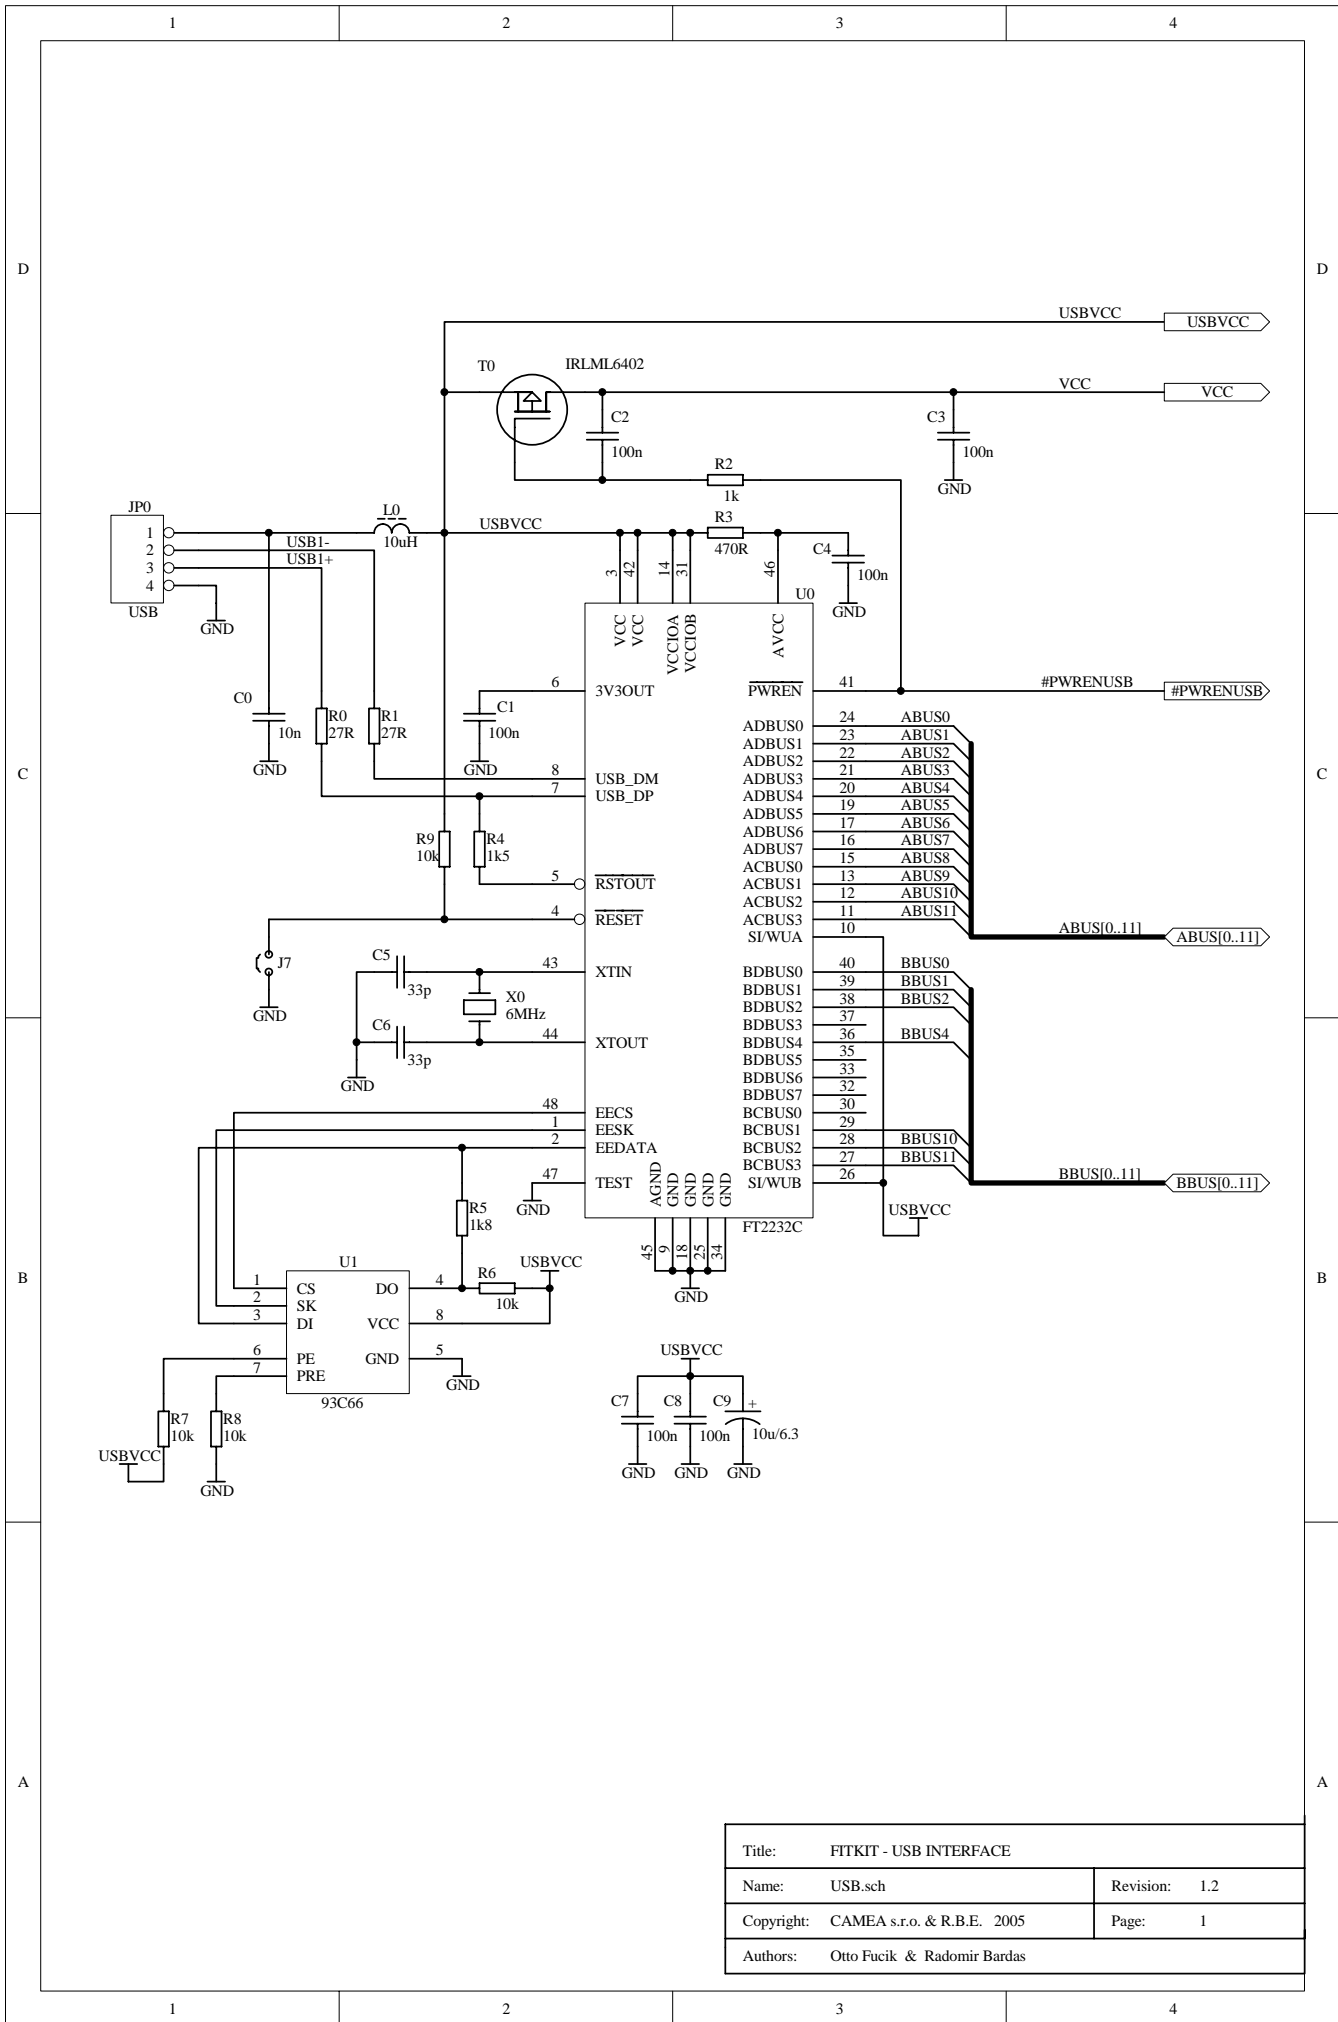 1 2 3 4
D D
USBVCC USBVCC
T0 IRLML6402
VCC VCC
C2 100n
C3 100n
GND
R2
1k
JP0
1
2
3
4
USB
GND
L0
10uH
USB1-
USB1+
USBVCC
R3
470R
C4
100n
GND
3 42 14 31 46
U0
VCC VCC VCCIOA VCCIOB AVCC
6 3V3OUT
PWREN 41 #PWRENUSB #PWRENUSB
C0
10n
GND
R0
27R
R1
27R
C1
100n
GND
8 USB_DM
7 USB_DP
ADBUS0 24 ABUS0
ADBUS1 23 ABUS1
ADBUS2 22 ABUS2
ADBUS3 21 ABUS3
ADBUS4 20 ABUS4
ADBUS5 19 ABUS5
ADBUS6 17 ABUS6
ADBUS7 16 ABUS7
ACBUS0 15 ABUS8
ACBUS1 13 ABUS9
ACBUS2 12 ABUS10
ACBUS3 11 ABUS11
SI/WUA 10
ABUS[0..11] ABUS[0..11]
C C
R9
10k
R4
1k5
5 RSTOUT
4 RESET
J7
GND
C5
33p
43 XTIN
X0
6MHz
C6
33p
44 XTOUT
GND
BDBUS0 40 BBUS0
BDBUS1 39 BBUS1
BDBUS2 38 BBUS2
BDBUS3 37
BDBUS4 36 BBUS4
BDBUS5 35
BDBUS6 33
BDBUS7 32
BCBUS0 30
BCBUS1 29
BCBUS2 28 BBUS10
BCBUS3 27 BBUS11
SI/WUB 26
BBUS[0..11] BBUS[0..11]
USBVCC
48 EECS
1 EESK
2 EEDATA
47 TEST
GND
AGND GND GND GND GND
FT2232C
45 9 18 25 34
GND
R5
1k8
B B
U1
USBVCC
1 CS DO 4
2 SK
3 DI VCC 8
6 PE GND 5
7 PRE
93C66
R6
10k
GND
R7
10k
R8
10k
USBVCC
GND
USBVCC
C7
100n
C8
100n
C9
+
10u/6.3
GND GND GND
A A
Title: FITKIT - USB INTERFACE
Name: USB.sch Revision: 1.2
Copyright: CAMEA s.r.o. & R.B.E. 2005 Page: 1
Authors: Otto Fucik & Radomir Bardas
1 2 3 4